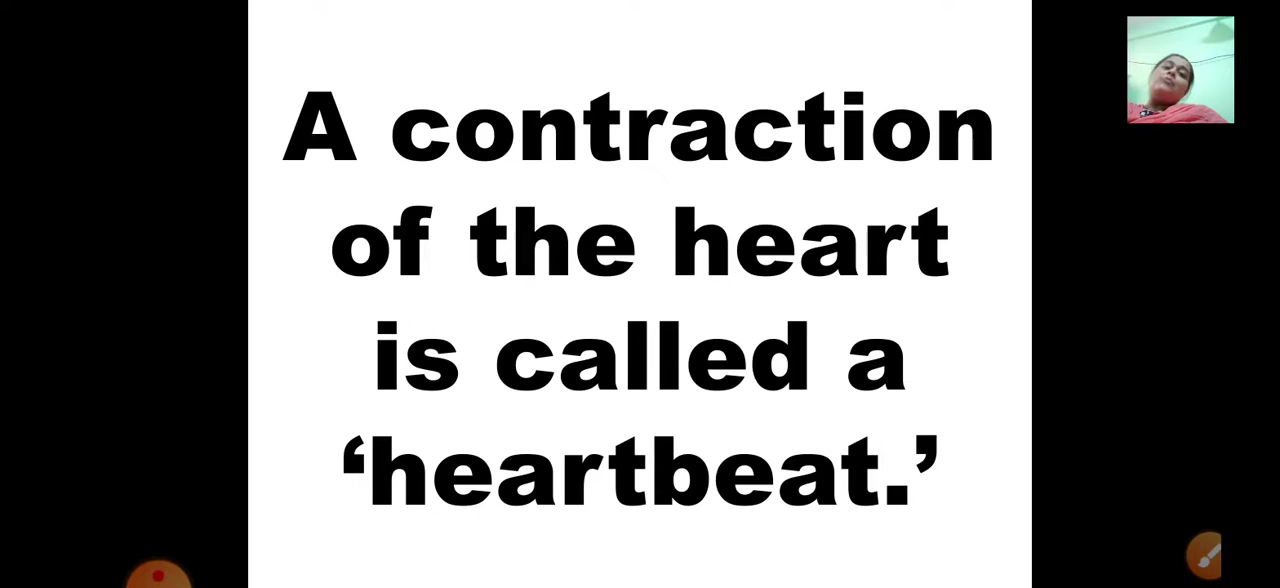 A contraction
of the heart
is called a
‘heartbeat.’